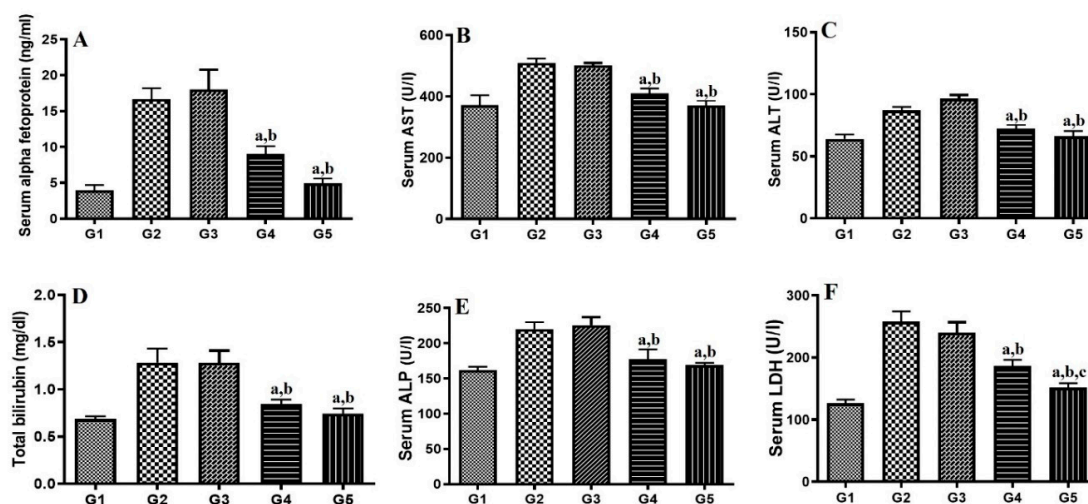 A
Serum alpha fetoprotein (ng/ml)
25
20
15
10
5
0
a,b
a,b
G1 G2 G3 G4 G5
B
Serum AST (U/l)
600
400
200
0
a,b
a,b
G1 G2 G3 G4 G5
C
Serum ALT (U/l)
150
100
50
0
a,b
a,b
G1 G2 G3 G4 G5
D
Total bilirubin (mg/dl)
2.0
1.5
1.0
0.5
0.0
a,b
a,b
G1 G2 G3 G4 G5
E
Serum ALP (U/l)
250
200
150
100
50
0
a,b
a,b
G1 G2 G3 G4 G5
F
Serum LDH (U/l)
300
200
100
0
a,b
a,b,c
G1 G2 G3 G4 G5